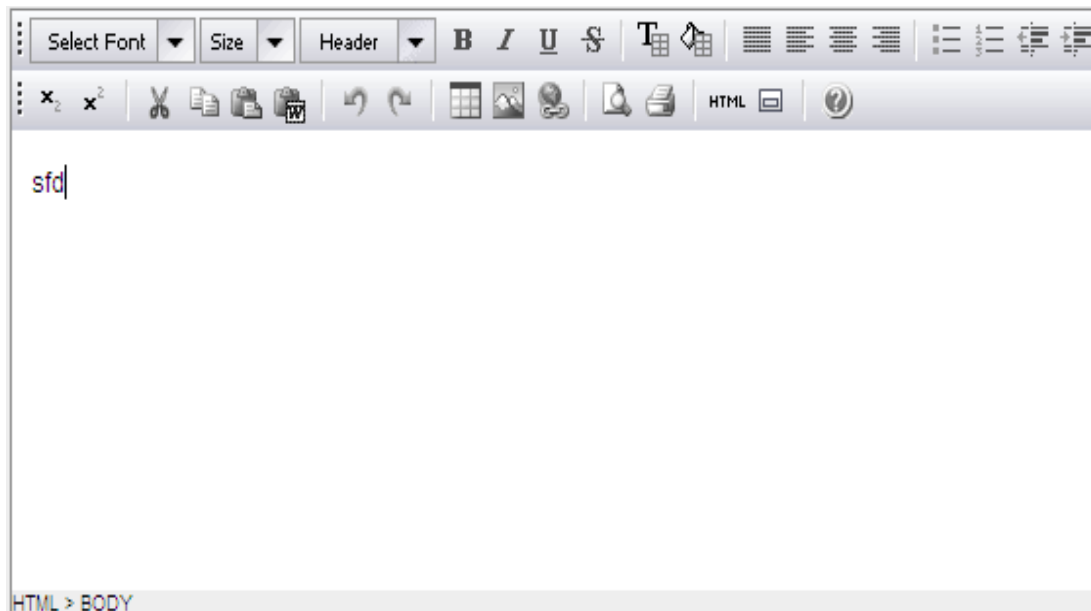 Select Font Size Header B I U S T
x₂ x² W HTML ?
sfd
HTML > BODY